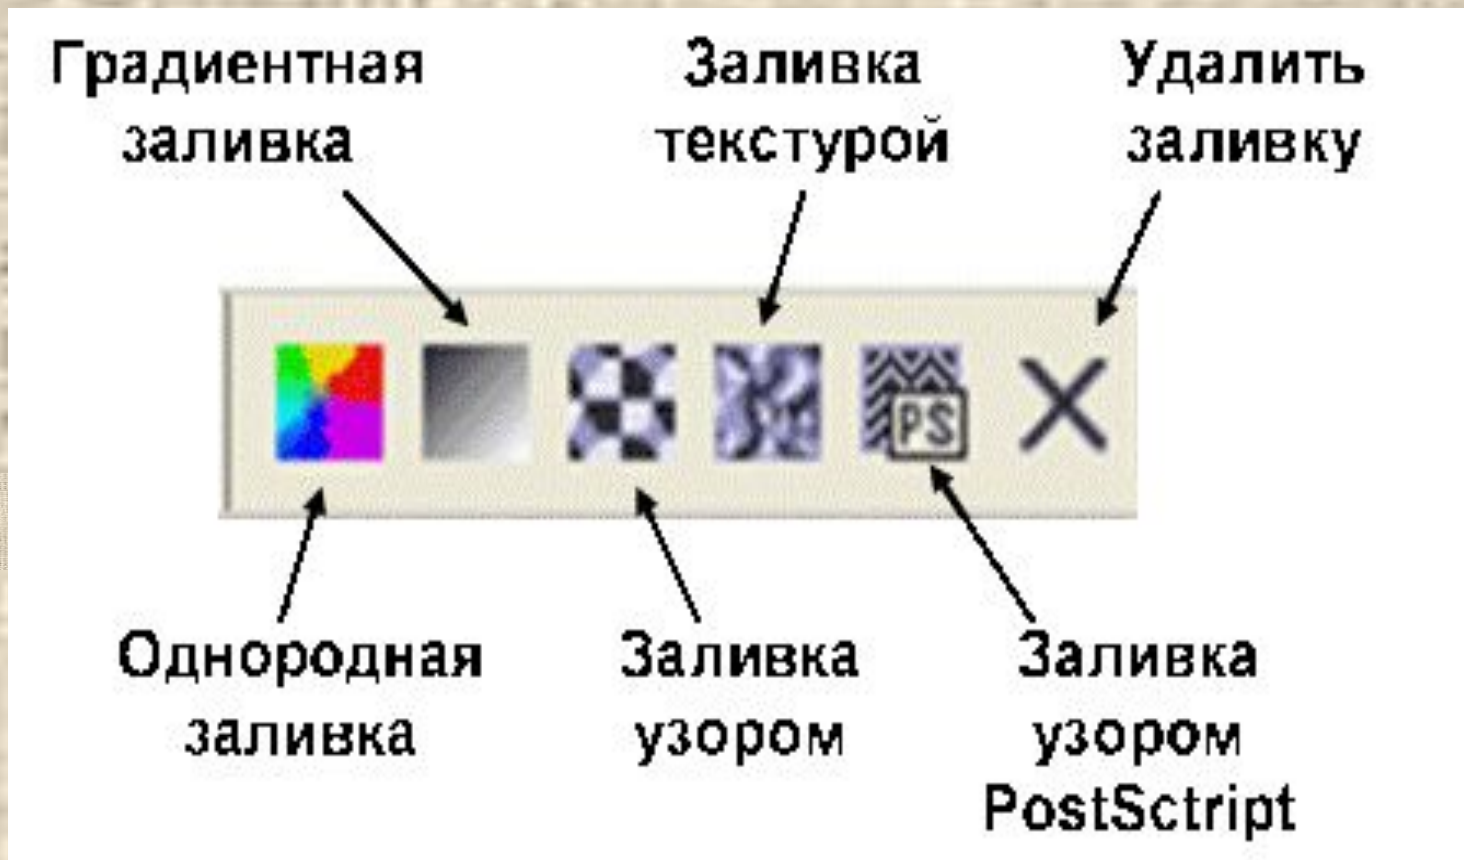 Градиентная
заливка
Заливка
текстурой
Удалить
заливку
PS
Однородная
заливка
Заливка
узором
Заливка
узором
PostSctript